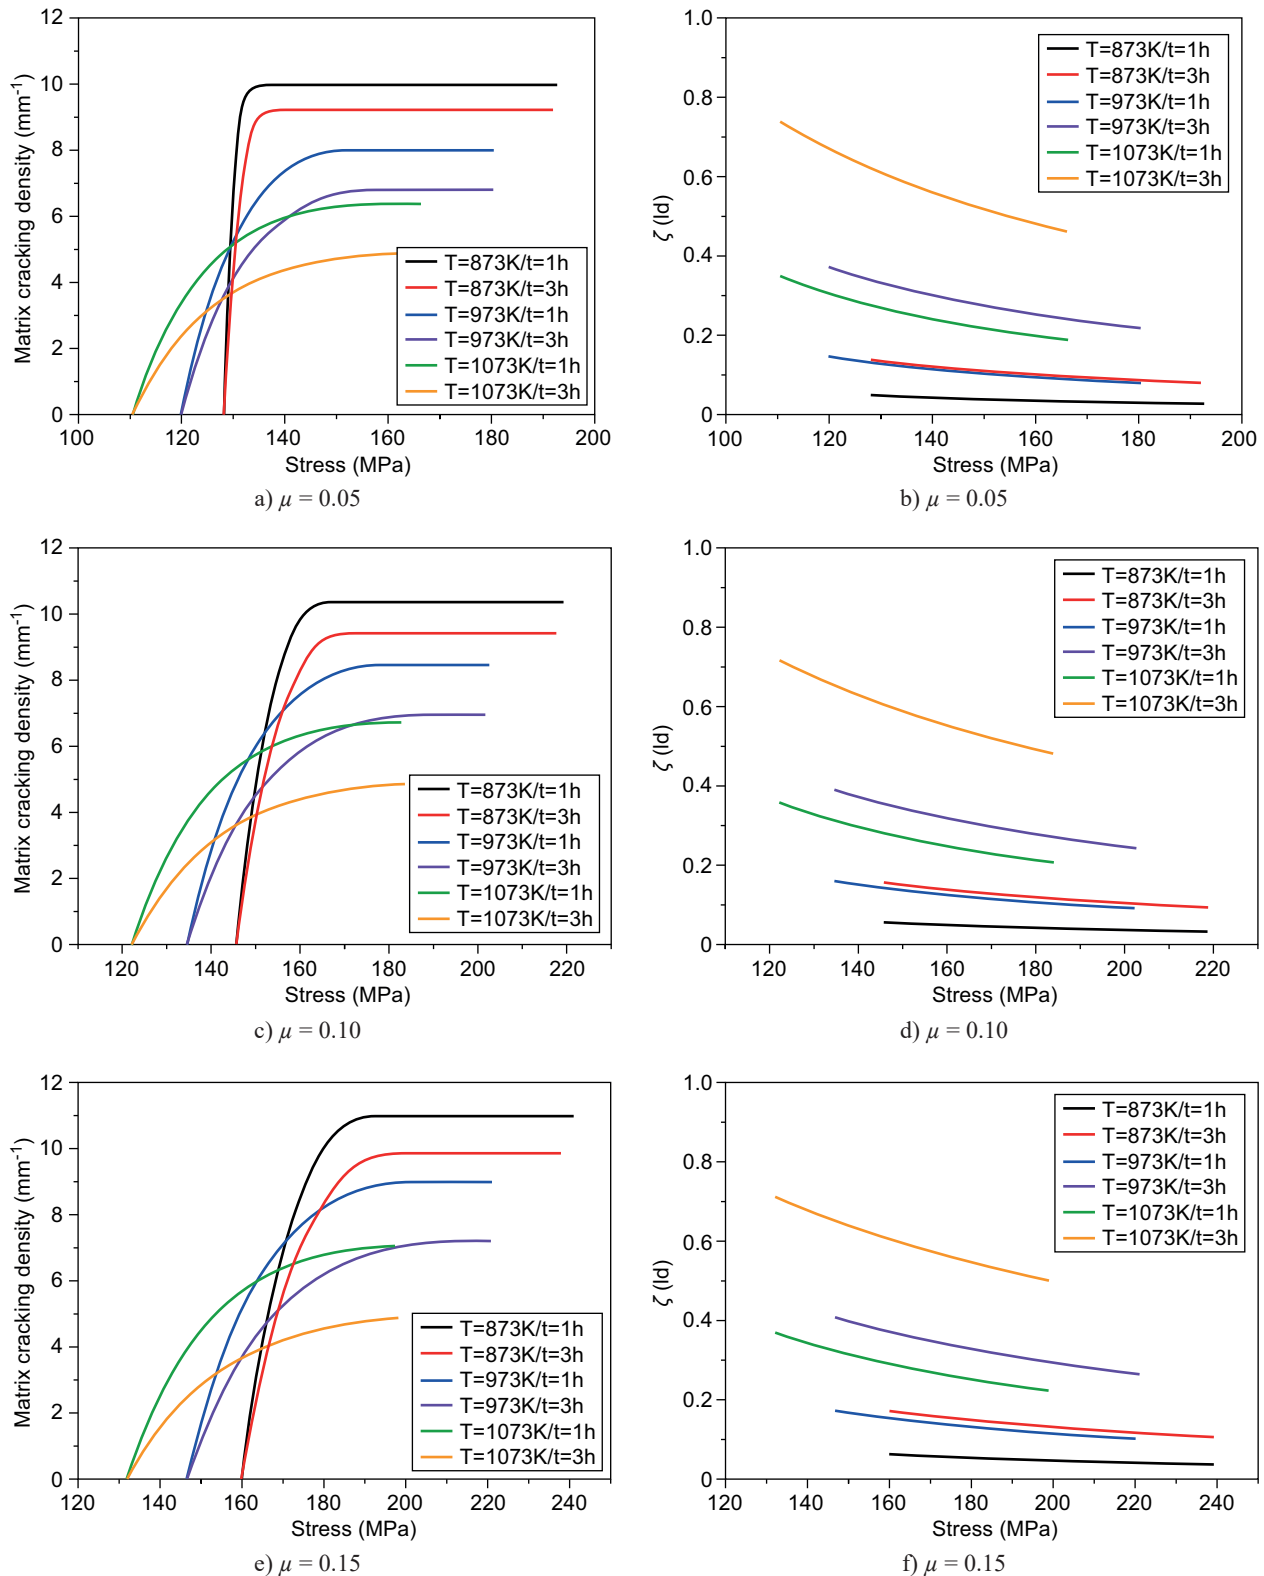 12
10
8
6
4
2
0
Matrix cracking density (mm-1)
T=873K/t=1h
T=873K/t=3h
T=973K/t=1h
T=973K/t=3h
T=1073K/t=1h
T=1073K/t=3h
100 120 140 160 180 200
Stress (MPa)
a) μ = 0.05
1.0
0.8
0.6
0.4
0.2
0
ζ (ld)
T=873K/t=1h
T=873K/t=3h
T=973K/t=1h
T=973K/t=3h
T=1073K/t=1h
T=1073K/t=3h
100 120 140 160 180 200
Stress (MPa)
b) μ = 0.05
12
10
8
6
4
2
0
Matrix cracking density (mm-1)
T=873K/t=1h
T=873K/t=3h
T=973K/t=1h
T=973K/t=3h
T=1073K/t=1h
T=1073K/t=3h
120 140 160 180 200 220
Stress (MPa)
c) μ = 0.10
1.0
0.8
0.6
0.4
0.2
0
ζ (ld)
T=873K/t=1h
T=873K/t=3h
T=973K/t=1h
T=973K/t=3h
T=1073K/t=1h
T=1073K/t=3h
120 140 160 180 200 220
Stress (MPa)
d) μ = 0.10
12
10
8
6
4
2
0
Matrix cracking density (mm-1)
T=873K/t=1h
T=873K/t=3h
T=973K/t=1h
T=973K/t=3h
T=1073K/t=1h
T=1073K/t=3h
120 140 160 180 200 220 240
Stress (MPa)
e) μ = 0.15
1.0
0.8
0.6
0.4
0.2
0
ζ (ld)
T=873K/t=1h
T=873K/t=3h
T=973K/t=1h
T=973K/t=3h
T=1073K/t=1h
T=1073K/t=3h
120 140 160 180 200 220 240
Stress (MPa)
f) μ = 0.15